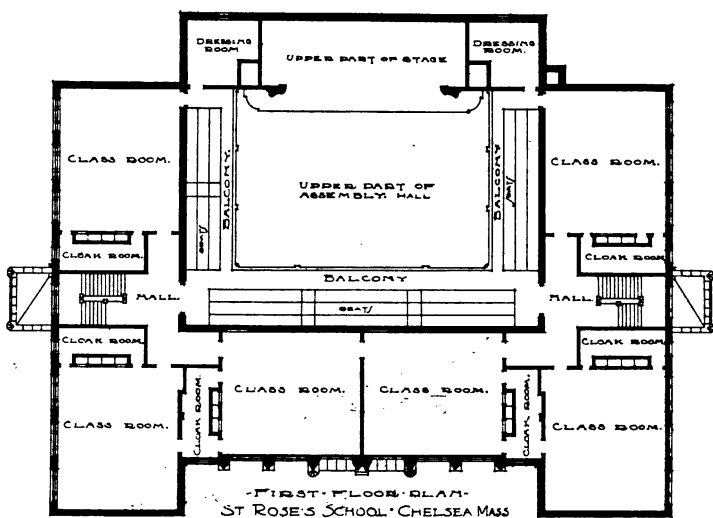 DRESSING ROOM
UPPER PART OF STAGE
DRESSING ROOM.
CLASS ROOM.
BALCONY.
UPPER PART OF
ASSEMBLY HALL
BALCONY
SEATS
CLASS ROOM.
SEATS
CLOAK ROOM.
CLOAK ROOM.
BALCONY
HALL.
SEATS
HALL.
CLOAK ROOM.
CLOAK ROOM.
CLASS ROOM.
CLASS ROOM.
CLOAK ROOM.
CLOAK ROOM.
CLASS ROOM.
CLASS ROOM.
-FIRST-FLOOR-PLAN-
ST ROSE'S SCHOOL · CHELSEA MASS